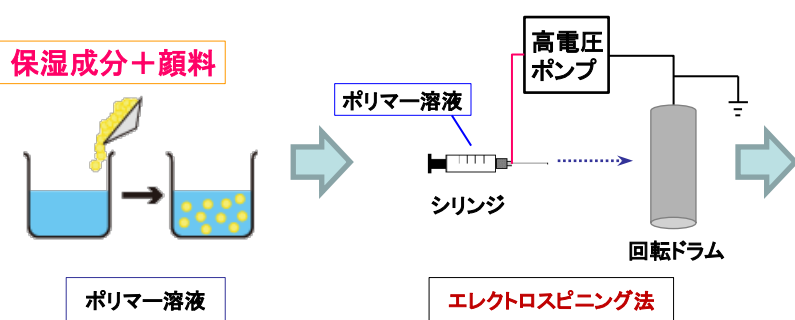 保湿成分＋顔料
ポリマー溶液
高電圧
ポンプ
ポリマー溶液
シリンジ
回転ドラム
エレクトロスピニング法